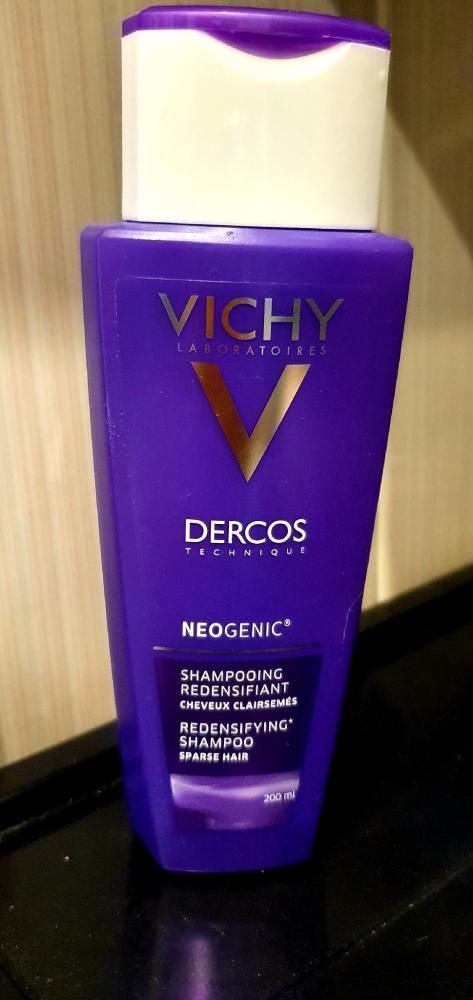 VICHY
LABORATOIRES
V
DERCOS
TECHNIQUE
NEOGENIC®
SHAMPOOING
REDENSIFIANT
CHEVEUX CLAIRSEMÉS
REDENSIFYING*
SHAMPOO
SPARSE HAIR
200 ml